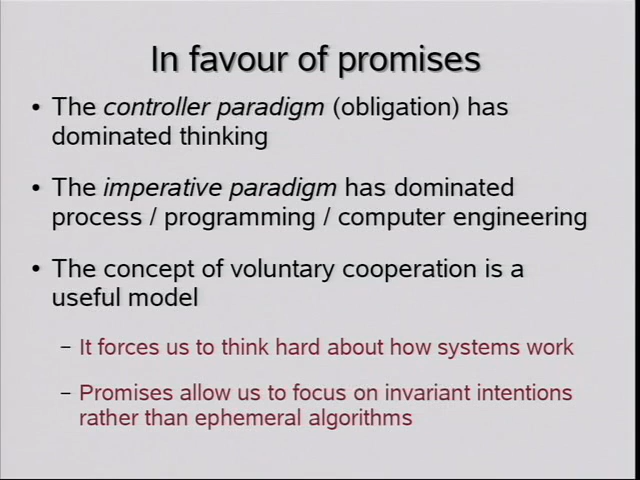 In favour of promises
• The controller paradigm (obligation) has
dominated thinking
• The imperative paradigm has dominated
process / programming / computer engineering
• The concept of voluntary cooperation is a
useful model
– It forces us to think hard about how systems work
– Promises allow us to focus on invariant intentions
rather than ephemeral algorithms